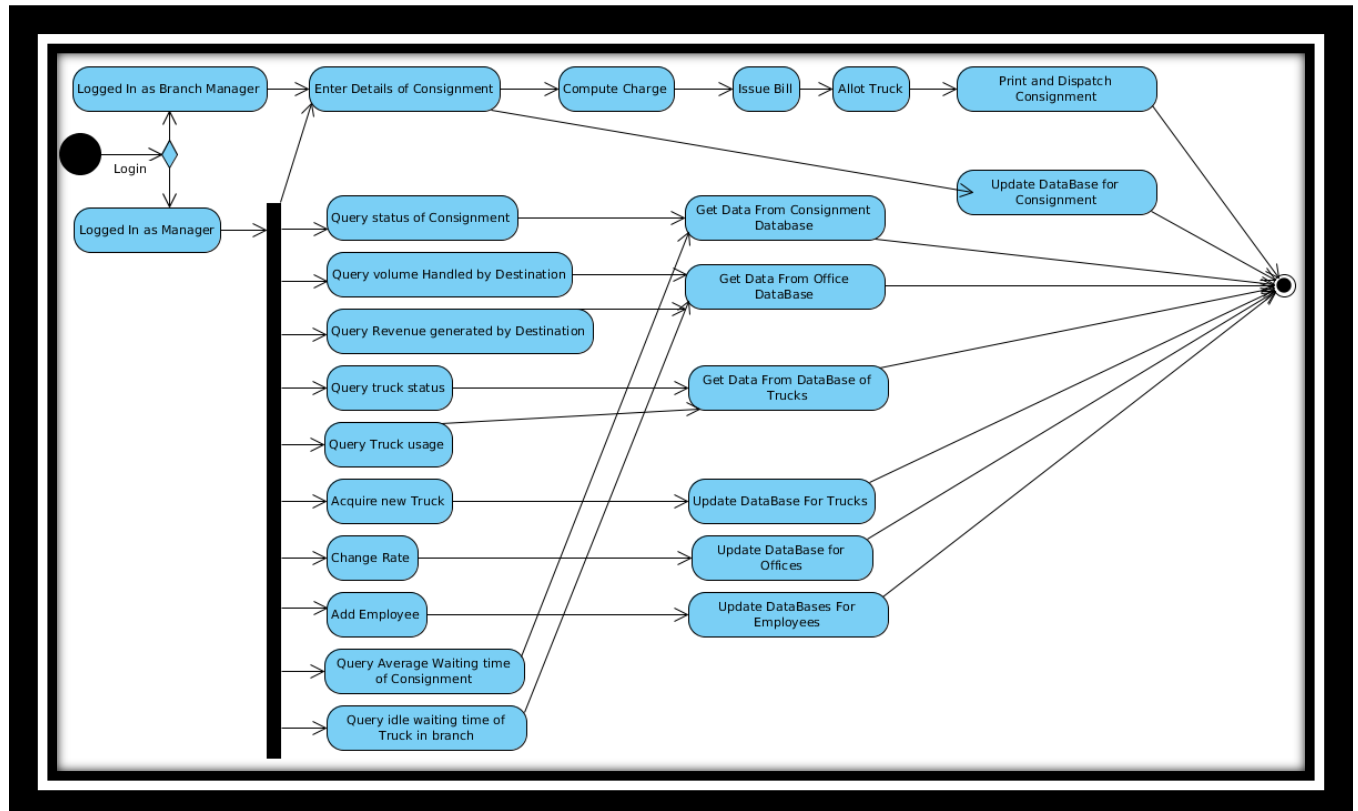 Logged In as Branch Manager
Enter Details of Consignment
Compute Charge
Issue Bill
Allot Truck
Print and Dispatch
Consignment
Login
Update DataBase for
Consignment
Logged In as Manager
Query status of Consignment
Get Data From Consignment
Database
Query volume Handled by Destination
Get Data From Office
DataBase
Query Revenue generated by Destination
Query truck status
Get Data From DataBase of
Trucks
Query Truck usage
Acquire new Truck
Update DataBase For Trucks
Change Rate
Update DataBase for
Offices
Add Employee
Update DataBases For
Employees
Query Average Waiting time
of Consignment
Query idle waiting time of
Truck in branch